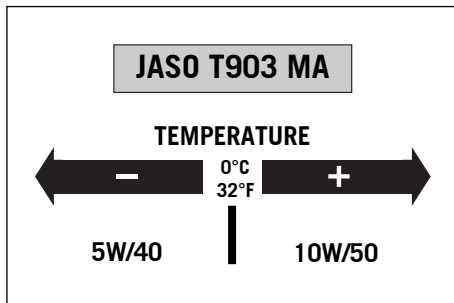 JASO T903 MA
TEMPERATURE
− 0°C +
32°F
5W/40 10W/50